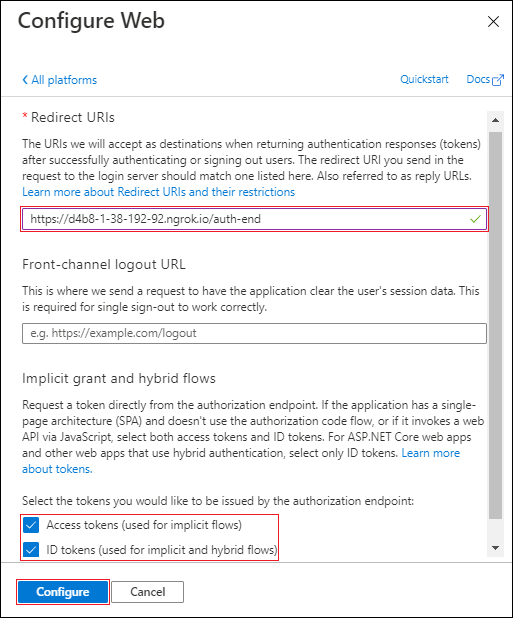 Configure Web
All platforms
Quickstart
Docs
* Redirect URIs
The URIs we will accept as destinations when returning authentication responses (tokens)
after successfully authenticating or signing out users. The redirect URI you send in the
request to the login server should match one listed here. Also referred to as reply URLs.
Learn more about Redirect URIs and their restrictions
https://d4b8-1-38-192-92.ngrok.io/auth-end
Front-channel logout URL
This is where we send a request to have the application clear the user's session data. This
is required for single sign-out to work correctly.
e.g. https://example.com/logout
Implicit grant and hybrid flows
Request a token directly from the authorization endpoint. If the application has a single-
page architecture (SPA) and doesn't use the authorization code flow, or if it invokes a web
API via JavaScript, select both access tokens and ID tokens. For ASP.NET Core web apps
and other web apps that use hybrid authentication, select only ID tokens. Learn more
about tokens.
Select the tokens you would like to be issued by the authorization endpoint:
Access tokens (used for implicit flows)
ID tokens (used for implicit and hybrid flows)
Configure
Cancel